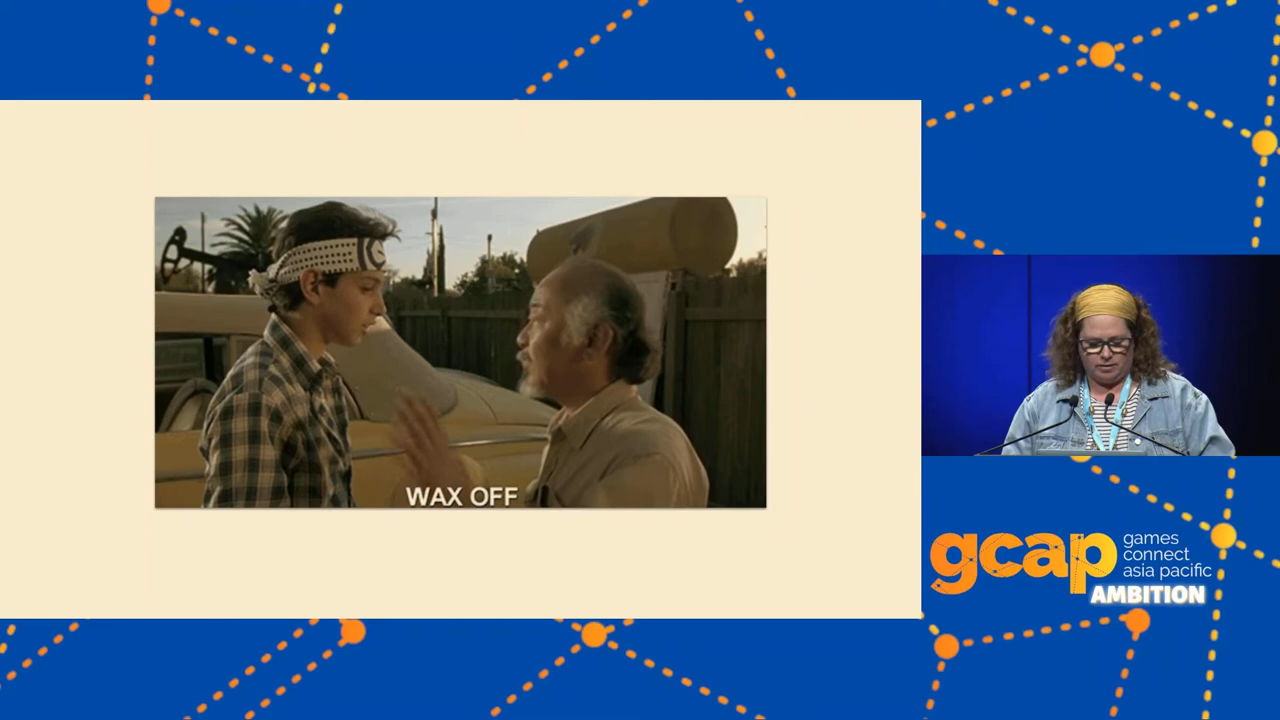 WAX OFF
gcap
games
connect
asia pacific
AMBITION